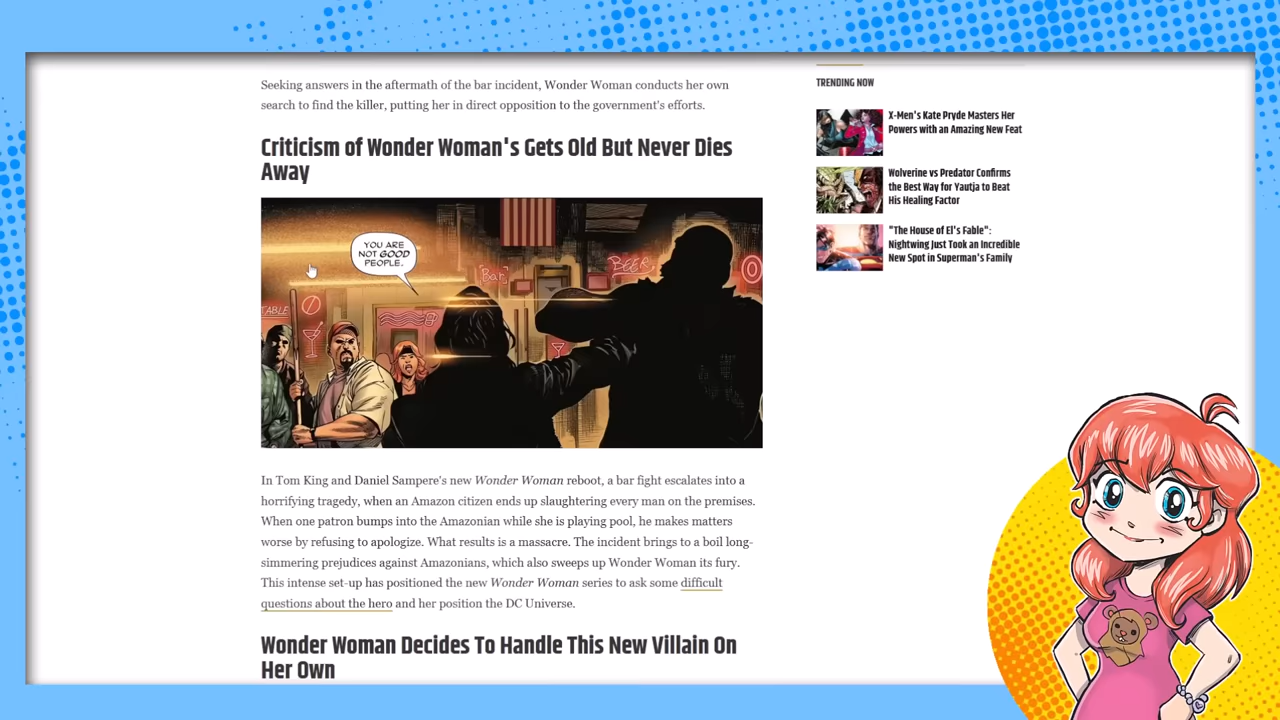 Seeking answers in the aftermath of the bar incident, Wonder Woman conducts her own
search to find the killer, putting her in direct opposition to the government's efforts.
Criticism of Wonder Woman's Gets Old But Never Dies
Away
YOU ARE
NOT GOOD
PEOPLE.
Bar
BEER
TABLE
In Tom King and Daniel Sampere's new Wonder Woman reboot, a bar fight escalates into a
horrifying tragedy, when an Amazon citizen ends up slaughtering every man on the premises.
When one patron bumps into the Amazonian while she is playing pool, he makes matters
worse by refusing to apologize. What results is a massacre. The incident brings to a boil long-
simmering prejudices against Amazonians, which also sweeps up Wonder Woman its fury.
This intense set-up has positioned the new Wonder Woman series to ask some difficult
questions about the hero and her position the DC Universe.
Wonder Woman Decides To Handle This New Villain On
Her Own
TRENDING NOW
X-Men's Kate Pryde Masters Her
Powers with an Amazing New Feat
Wolverine vs Predator Confirms
the Best Way for Yautja to Beat
His Healing Factor
"The House of El's Fable":
Nightwing Just Took an Incredible
New Spot in Superman's Family